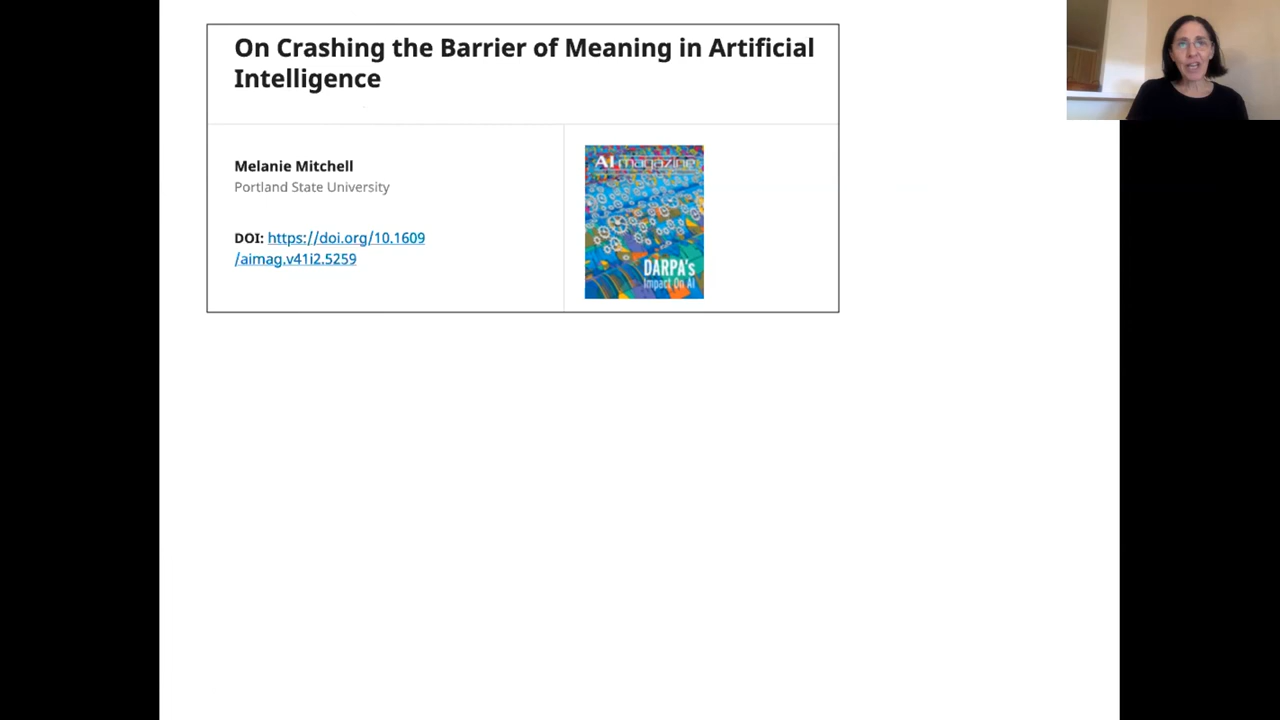 On Crashing the Barrier of Meaning in Artificial
Intelligence
Melanie Mitchell
Portland State University
DOI: https://doi.org/10.1609
/aimag.v41i2.5259
AI magazine
DARPA's
Impact On AI